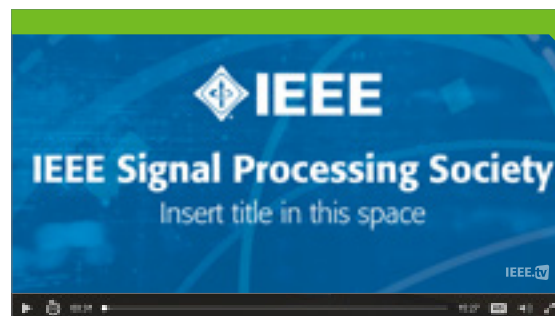 IEEE
IEEE Signal Processing Society
Insert title in this space
IEEE.tv